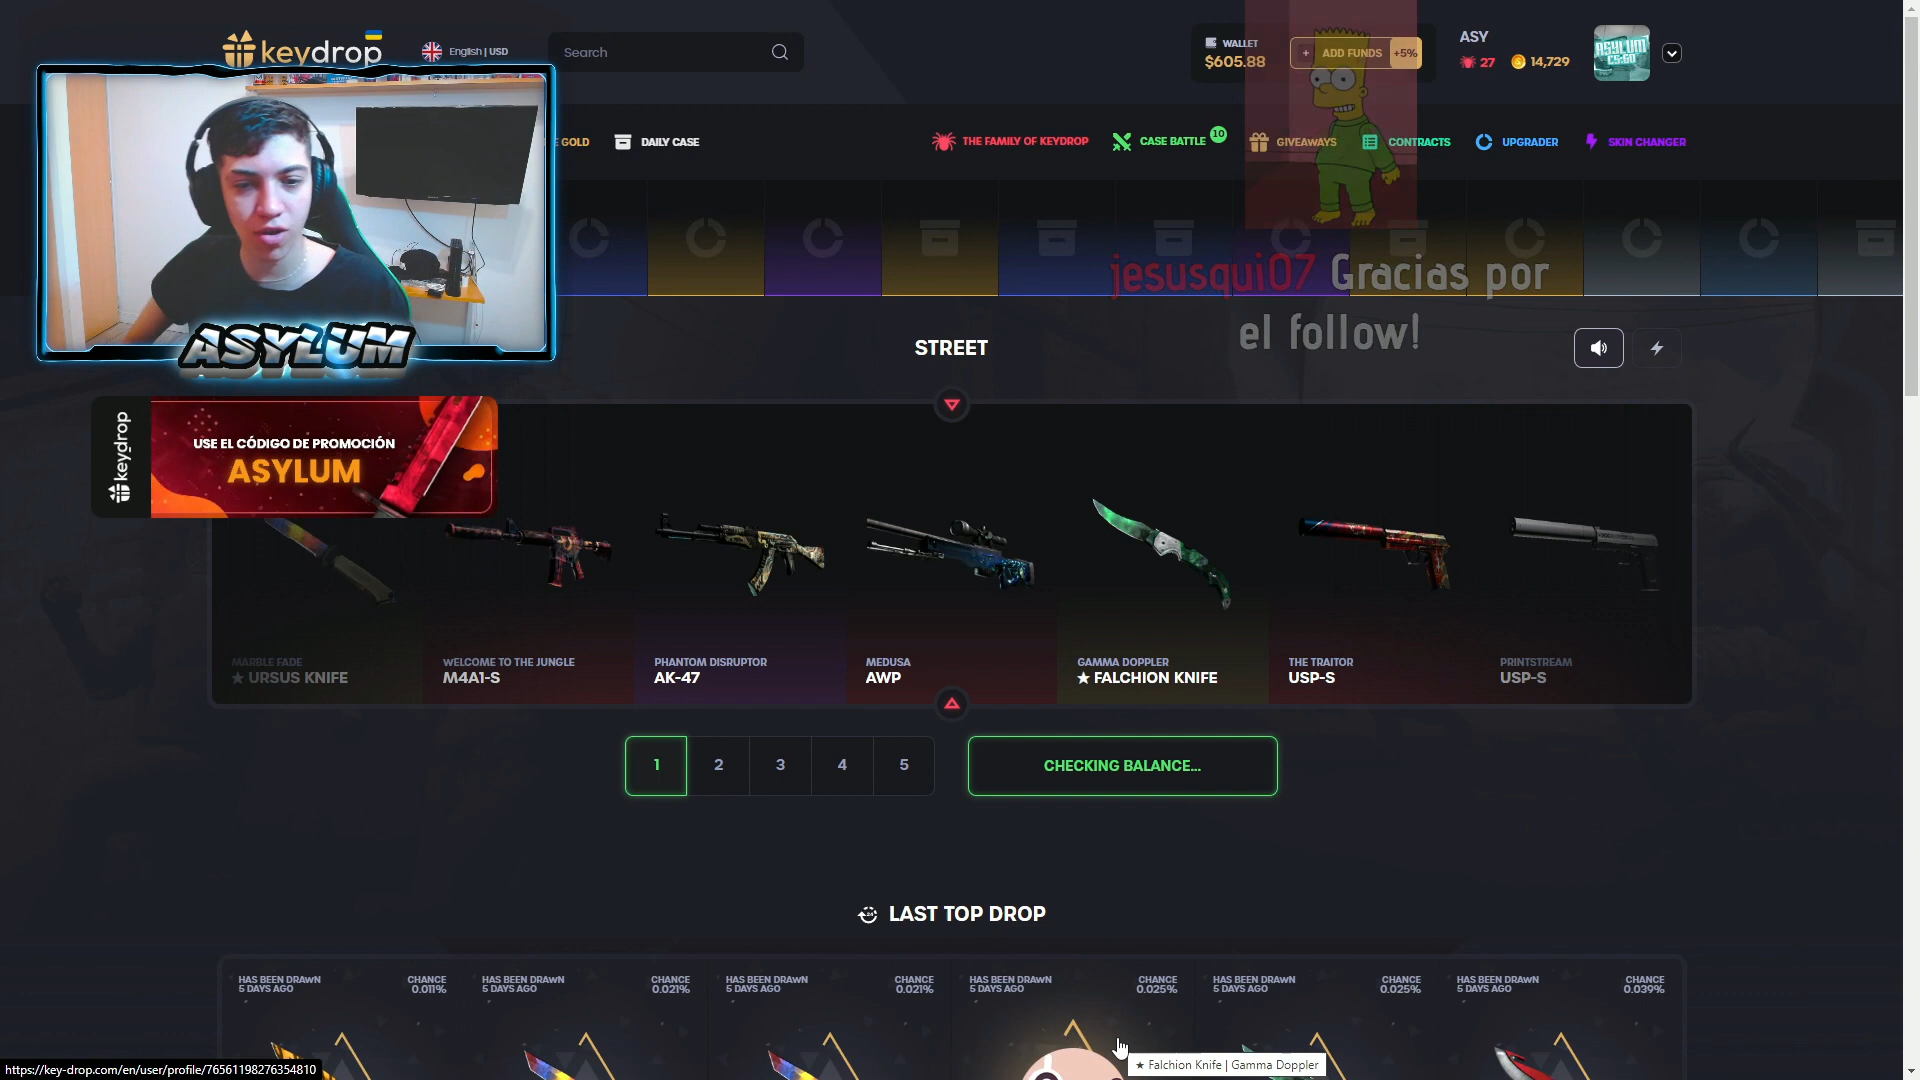 keydrop
English | USD
Search
WALLET
$605.88
+ ADD FUNDS +5%
ASY
27
14,729
ASYLUM
CS:GO
GOLD
DAILY CASE
THE FAMILY OF KEYDROP
CASE BATTLE
10
GIVEAWAYS
CONTRACTS
UPGRADER
SKIN CHANGER
jesusqui07 Gracias por
el follow!
ASYLUM
STREET
keydrop
USE EL CÓDIGO DE PROMOCIÓN
ASYLUM
MARBLE FADE
★ URSUS KNIFE
WELCOME TO THE JUNGLE
M4A1-S
PHANTOM DISRUPTOR
AK-47
MEDUSA
AWP
GAMMA DOPPLER
★ FALCHION KNIFE
THE TRAITOR
USP-S
PRINTSTREAM
USP-S
1 2 3 4 5
CHECKING BALANCE...
LAST TOP DROP
HAS BEEN DRAWN
5 DAYS AGO
CHANCE
0.011%
HAS BEEN DRAWN
5 DAYS AGO
CHANCE
0.021%
HAS BEEN DRAWN
5 DAYS AGO
CHANCE
0.021%
HAS BEEN DRAWN
5 DAYS AGO
CHANCE
0.025%
HAS BEEN DRAWN
5 DAYS AGO
CHANCE
0.025%
HAS BEEN DRAWN
5 DAYS AGO
CHANCE
0.039%
★ Falchion Knife | Gamma Doppler
https://key-drop.com/en/user/profile/76561198276354810